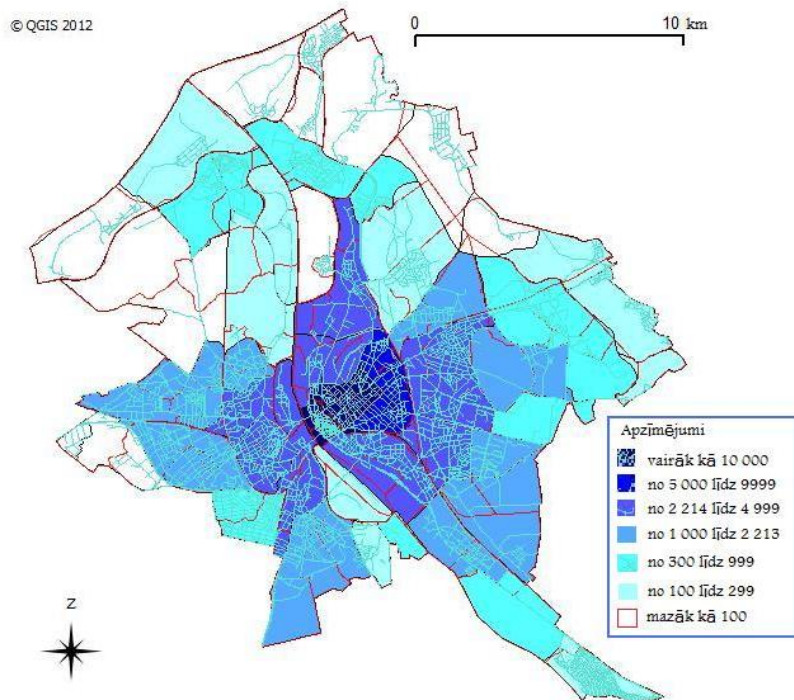 © QGIS 2012
0 10 km
Apzīmējumi
vairāk kā 10 000
no 5 000 līdz 9999
no 2 214 līdz 4 999
no 1 000 līdz 2 213
no 300 līdz 999
no 100 līdz 299
mazāk kā 100
Z